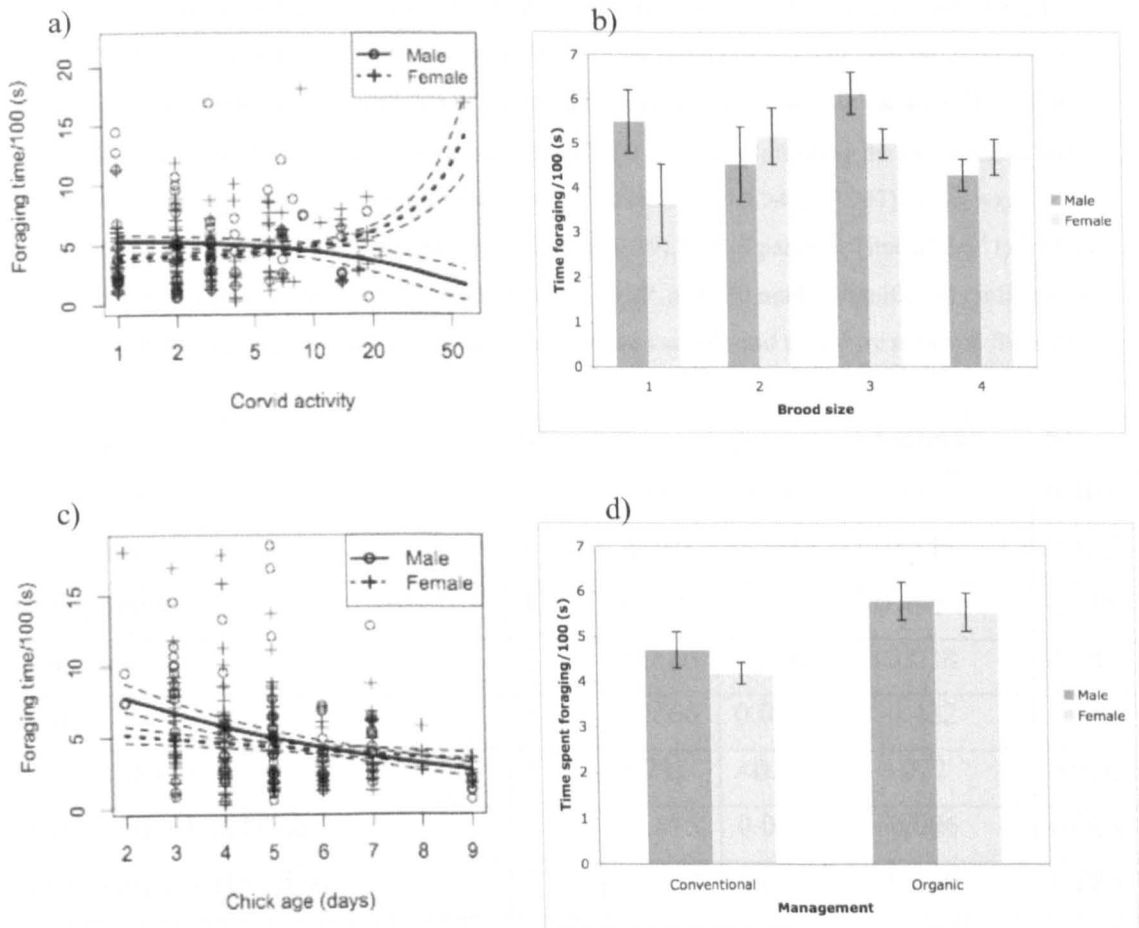 a)
Foraging time/100 (s)
20
15
10
5
0
Male
Female
1 2 5 10 20 50
Corvid activity
b)
Time foraging/100 (s)
7
6
5
4
3
2
1
0
Male
Female
1 2 3 4
Brood size
c)
Foraging time/100 (s)
15
10
5
0
Male
Female
2 3 4 5 6 7 8 9
Chick age (days)
d)
Time spent foraging/100 (s)
7
6
5
4
3
2
1
0
Male
Female
Conventional Organic
Management